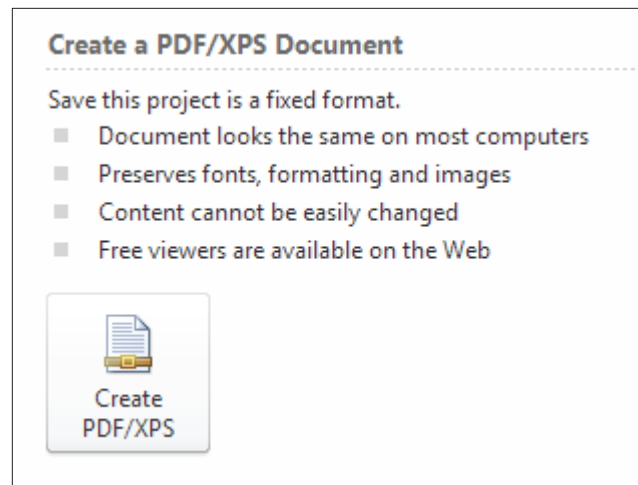 Create a PDF/XPS Document
Save this project is a fixed format.
Document looks the same on most computers
Preserves fonts, formatting and images
Content cannot be easily changed
Free viewers are available on the Web
Create
PDF/XPS